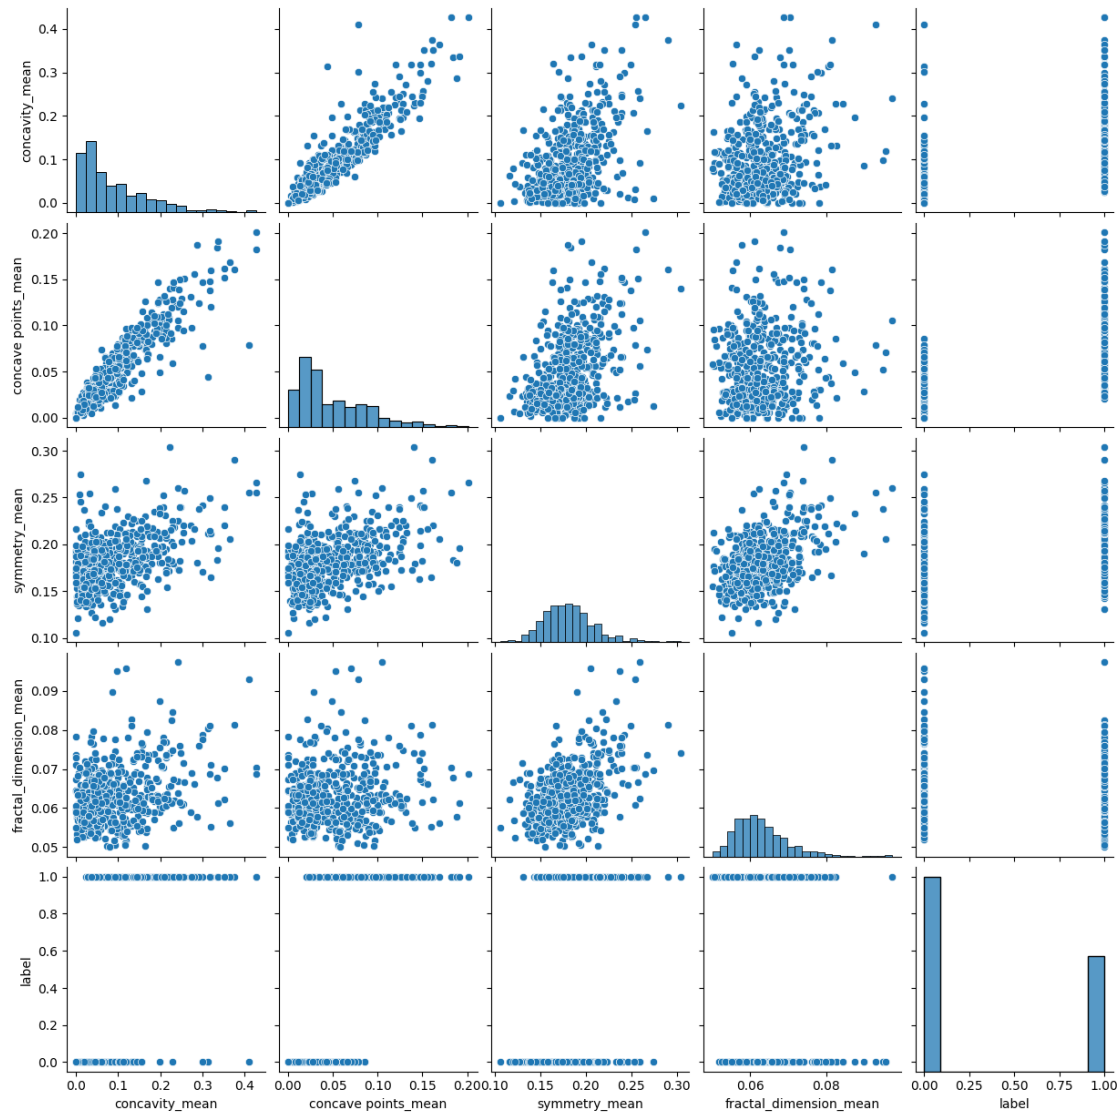 0.4
0.3
0.2
0.1
0.0
concavity_mean
0.20
0.15
0.10
0.05
0.00
concave points_mean
0.30
0.25
0.20
0.15
0.10
symmetry_mean
0.09
0.08
0.07
0.06
0.05
fractal_dimension_mean
1.0
0.8
0.6
0.4
0.2
0.0
label
0.0 0.1 0.2 0.3 0.4
0.00 0.05 0.10 0.15 0.20
0.10 0.15 0.20 0.25 0.30
0.06 0.08
0.00 0.25 0.50 0.75 1.00
concavity_mean
concave points_mean
symmetry_mean
fractal_dimension_mean
label